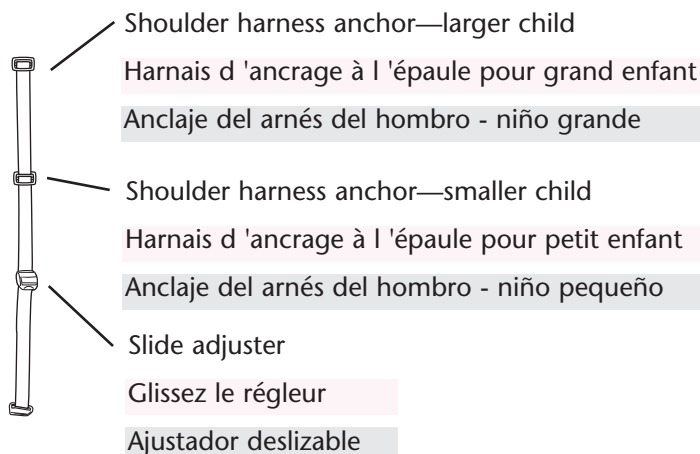 Shoulder harness anchor—larger child
Harnais d 'ancrage à l 'épaule pour grand enfant
Anclaje del arnés del hombro - niño grande
Shoulder harness anchor—smaller child
Harnais d 'ancrage à l 'épaule pour petit enfant
Anclaje del arnés del hombro - niño pequeño
Slide adjuster
Glissez le régleur
Ajustador deslizable